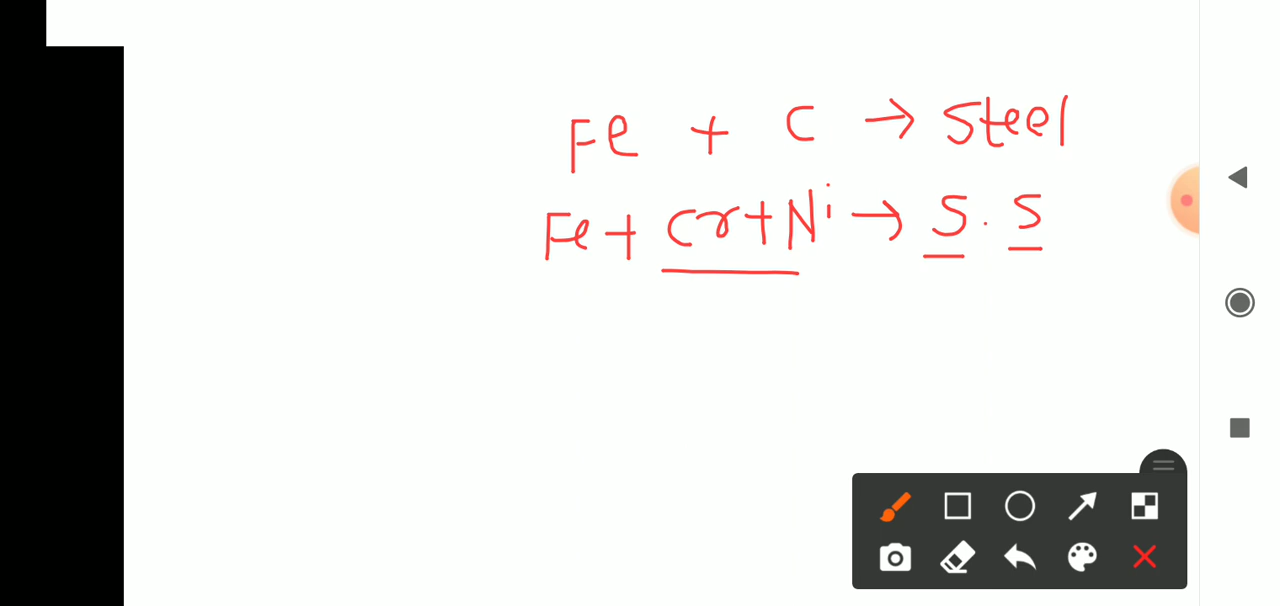 Fe + C → Steel
Fe + Cr + Ni → S. S